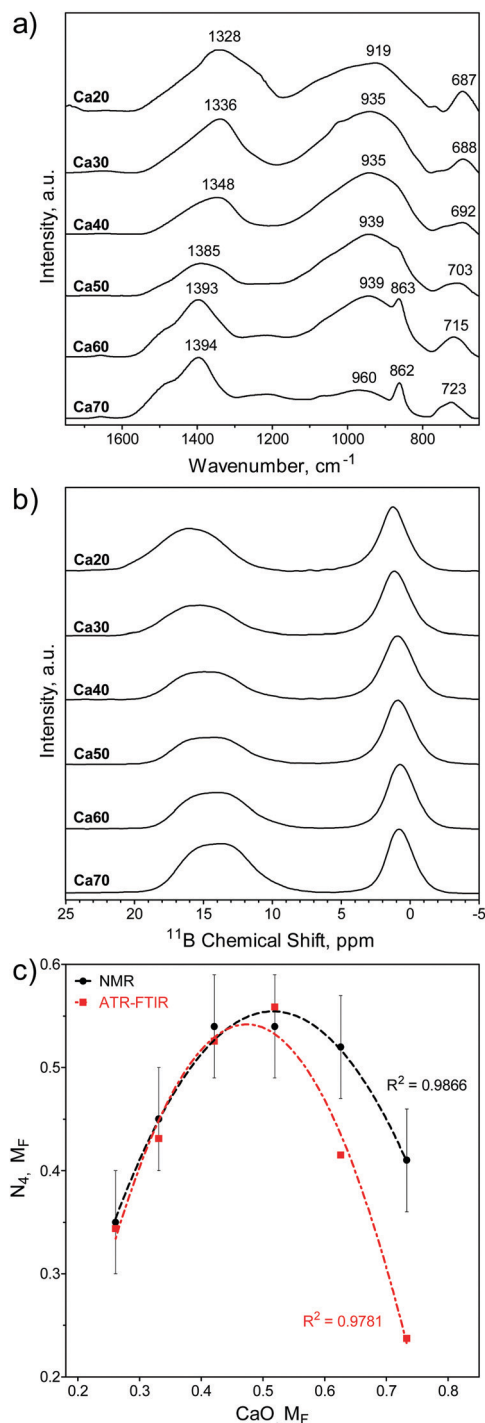 a)
1328
919
Ca20
687
1336
935
Ca30
688
1348
935
Ca40
692
1385
939
Ca50
703
1393
939
863
Ca60
715
1394
960
862
Ca70
723
Intensity, a.u.
1600 1400 1200 1000 800
Wavenumber, cm-1
b)
Ca20
Ca30
Ca40
Ca50
Ca60
Ca70
Intensity, a.u.
25 20 15 10 5 0 -5
11B Chemical Shift, ppm
c)
0.6
NMR
ATR-FTIR
0.5
R2 = 0.9866
N4, MF
0.4
0.3
R2 = 0.9781
0.2
0.2 0.3 0.4 0.5 0.6 0.7 0.8
CaO MF